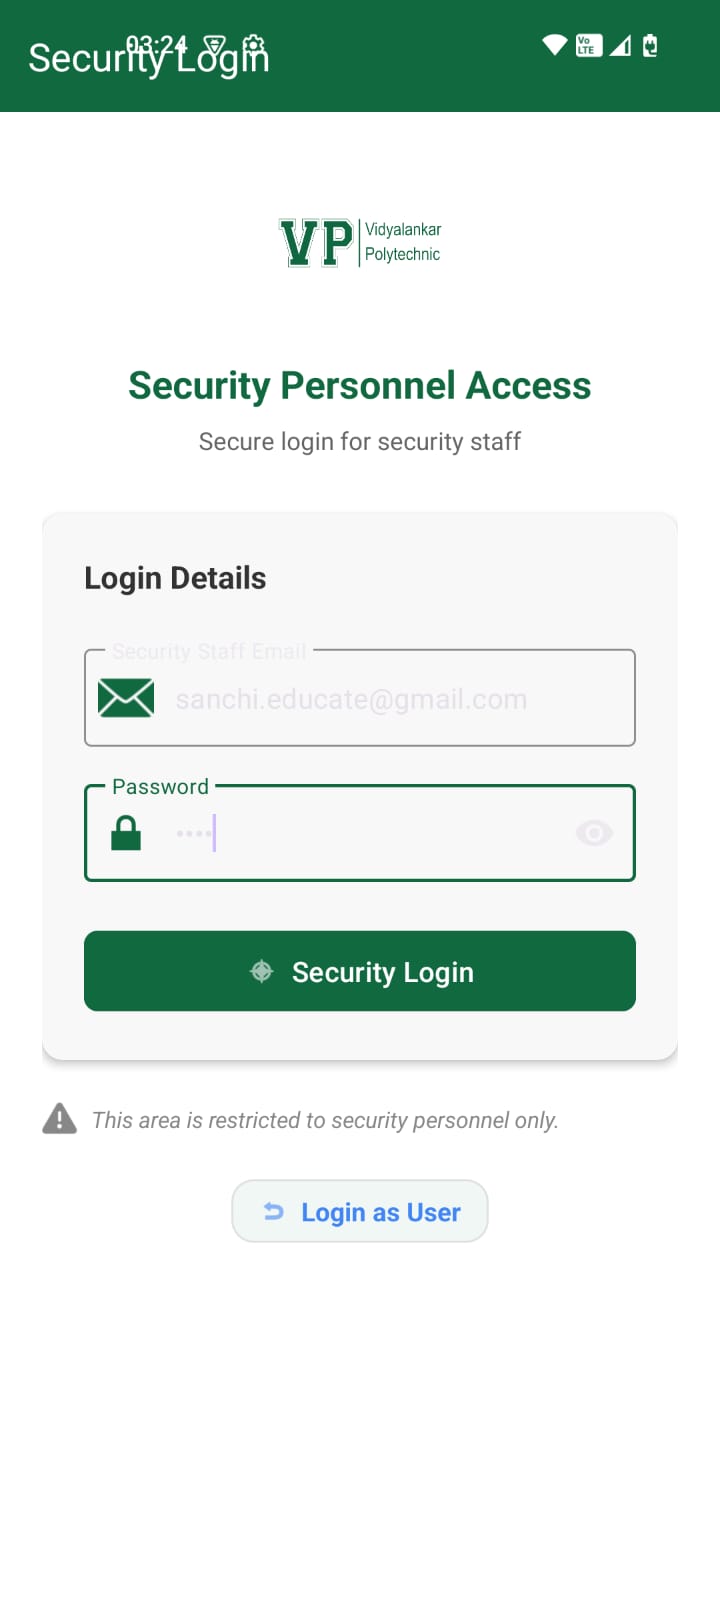 03:24
Vo
LTE
Security Login
VP
Vidyalankar
Polytechnic
Security Personnel Access
Secure login for security staff
Login Details
Security Staff Email
sanchi.educate@gmail.com
Password
••••
Security Login
This area is restricted to security personnel only.
Login as User